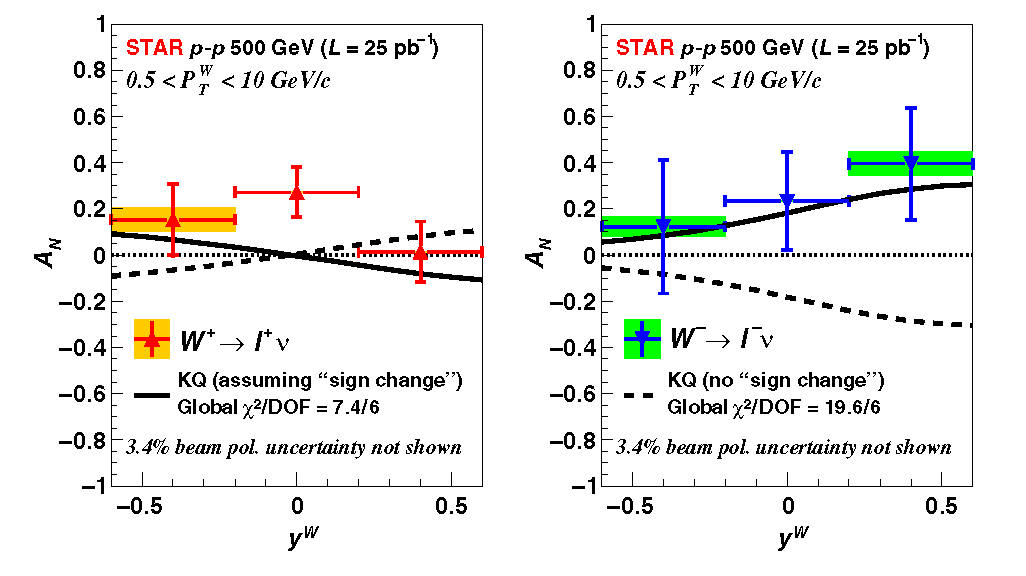 STAR p-p 500 GeV (L = 25 pb⁻¹)
0.5 < P_T^W < 10 GeV/c
1
0.8
0.6
0.4
0.2
0
−0.2
−0.4
−0.6
−0.8
−1
A_N
W⁺ → l⁺ ν
KQ (assuming “sign change”)
Global χ²/DOF = 7.4/6
3.4% beam pol. uncertainty not shown
−0.5 0 0.5
y^W
STAR p-p 500 GeV (L = 25 pb⁻¹)
0.5 < P_T^W < 10 GeV/c
1
0.8
0.6
0.4
0.2
0
−0.2
−0.4
−0.6
−0.8
−1
A_N
W⁻ → l⁻ ν
KQ (no “sign change”)
Global χ²/DOF = 19.6/6
3.4% beam pol. uncertainty not shown
−0.5 0 0.5
y^W